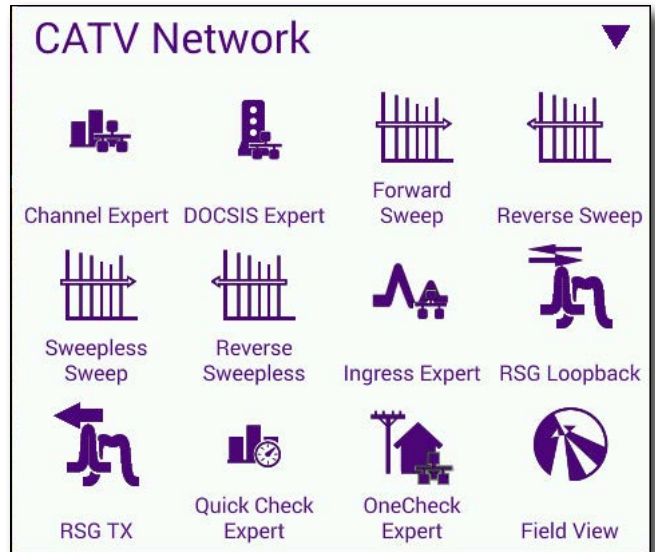 CATV Network
Channel Expert
DOCSIS Expert
Forward
Sweep
Reverse Sweep
Sweepless
Sweep
Reverse
Sweepless
Ingress Expert
RSG Loopback
RSG TX
Quick Check
Expert
OneCheck
Expert
Field View